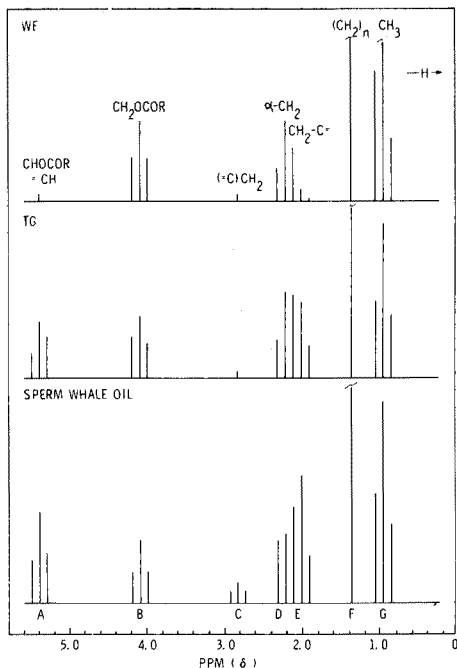 WE
(CH2)n CH3
H →
CH2OCOR
α-CH2
CH2-C=
CHOCOR
= CH
(=C)CH2
TG
SPERM WHALE OIL
A B C D E F G
5.0 4.0 3.0 2.0 1.0 0
PPM (δ)